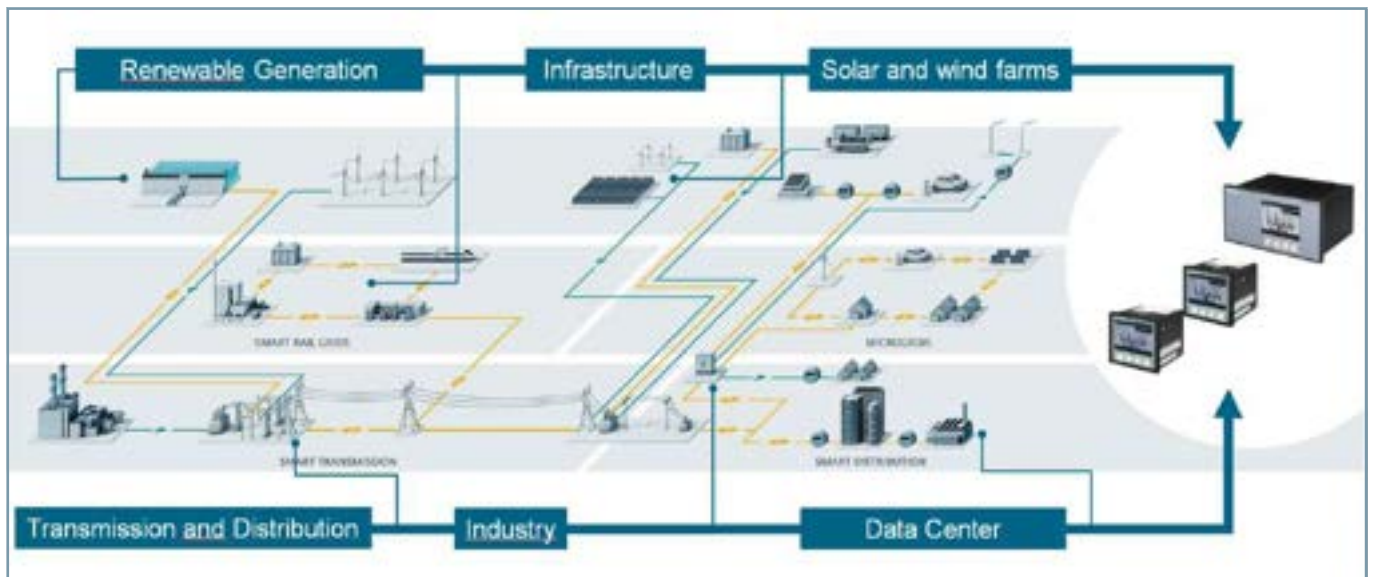 Renewable Generation
Infrastructure
Solar and wind farms
SMART RAIL GRIDS
MICROGRIDS
SMART TRANSMISSION
SMART DISTRIBUTION
Transmission and Distribution
Industry
Data Center